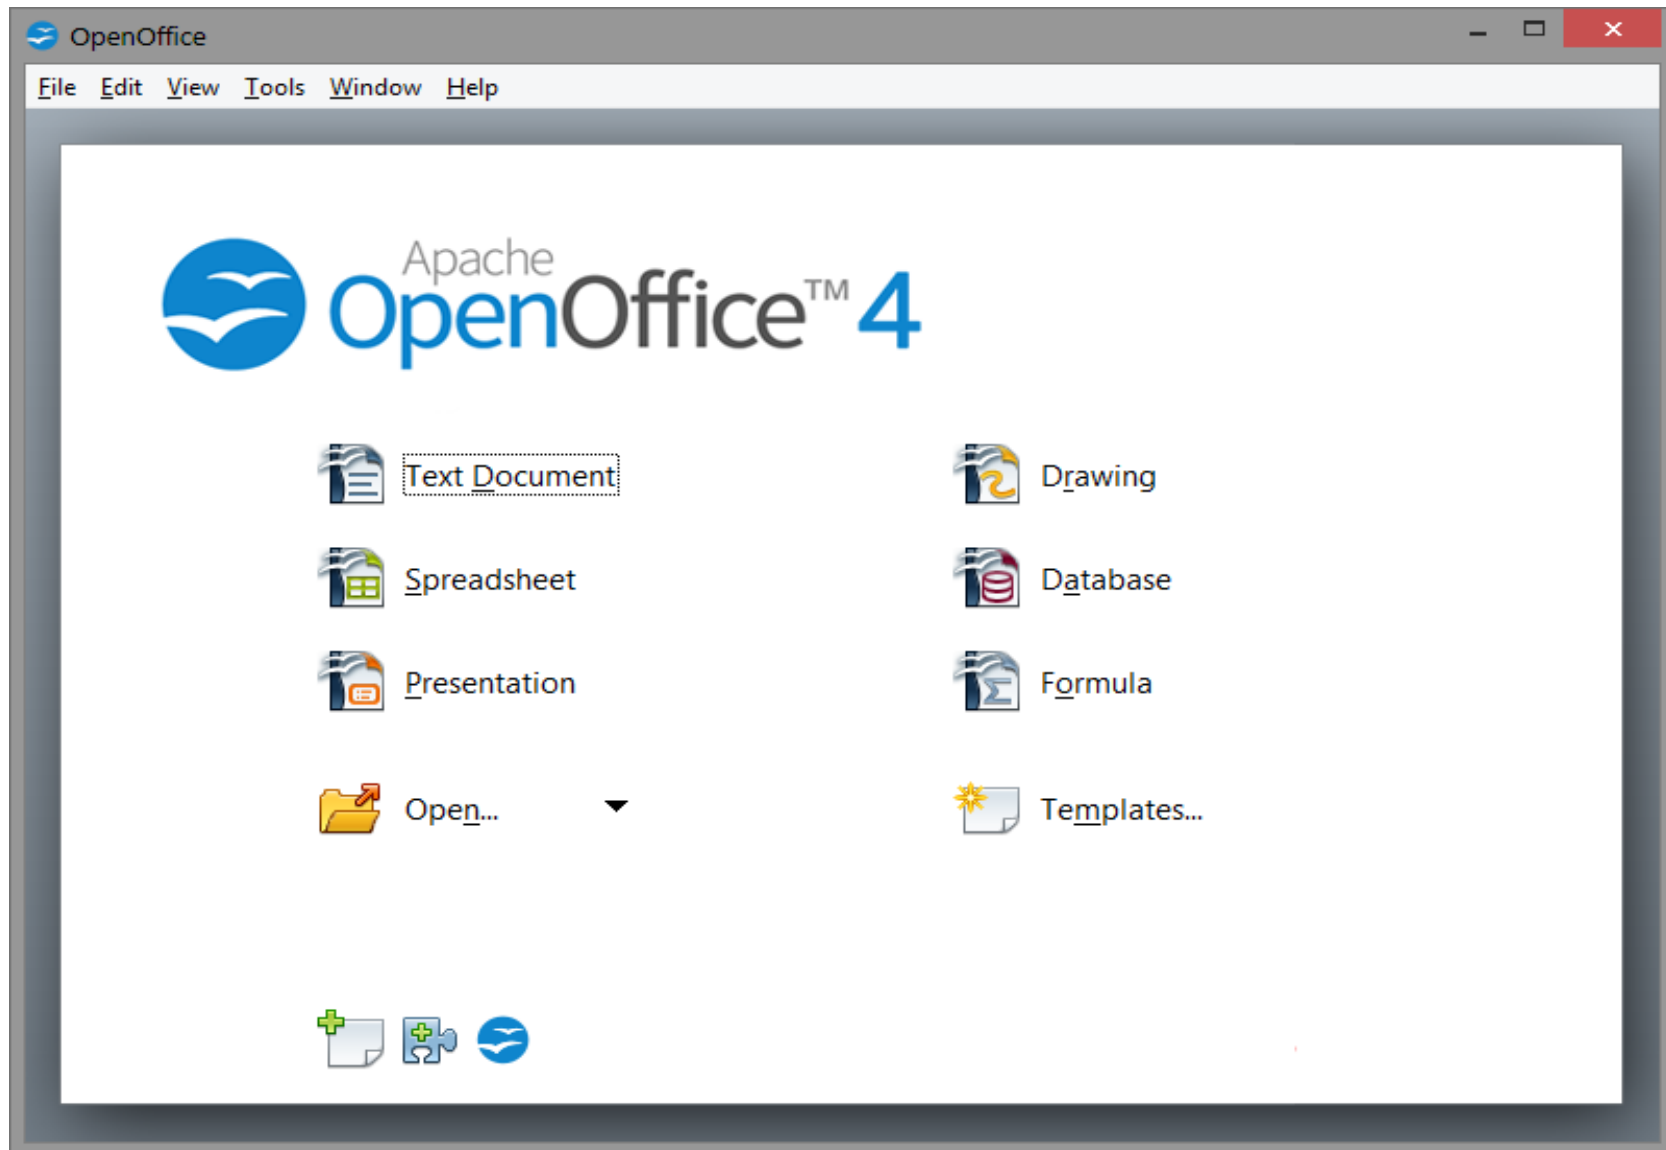 OpenOffice
File Edit View Tools Window Help
Apache
OpenOffice™ 4
Text Document
Drawing
Spreadsheet
Database
Presentation
Formula
Open...
Templates...